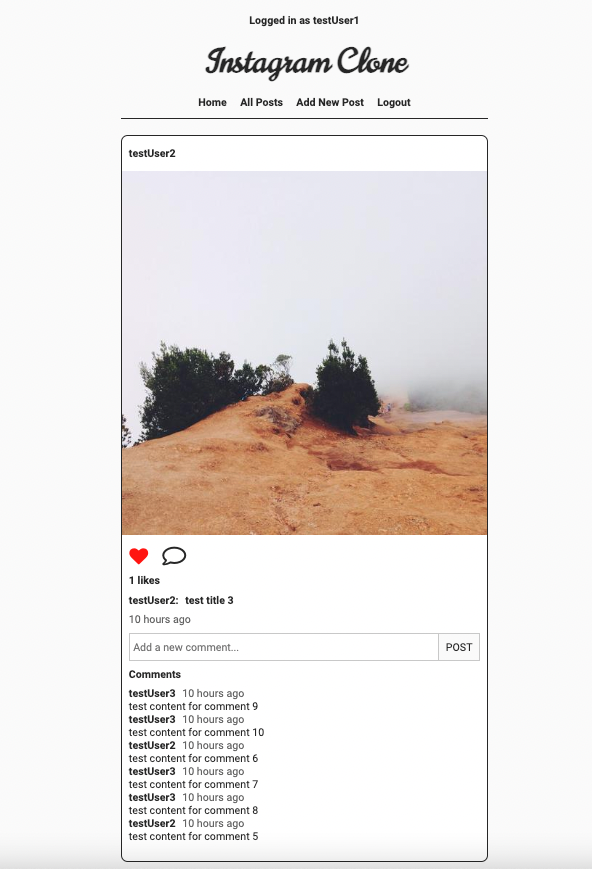 Logged in as testUser1
Instagram Clone
Home All Posts Add New Post Logout
testUser2
1 likes
testUser2: test title 3
10 hours ago
Add a new comment... POST
Comments
testUser3 10 hours ago
test content for comment 9
testUser3 10 hours ago
test content for comment 10
testUser2 10 hours ago
test content for comment 6
testUser3 10 hours ago
test content for comment 7
testUser3 10 hours ago
test content for comment 8
testUser2 10 hours ago
test content for comment 5